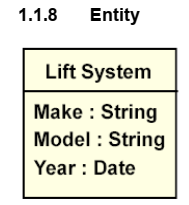 1.1.8 Entity
Lift System
Make : String
Model : String
Year : Date